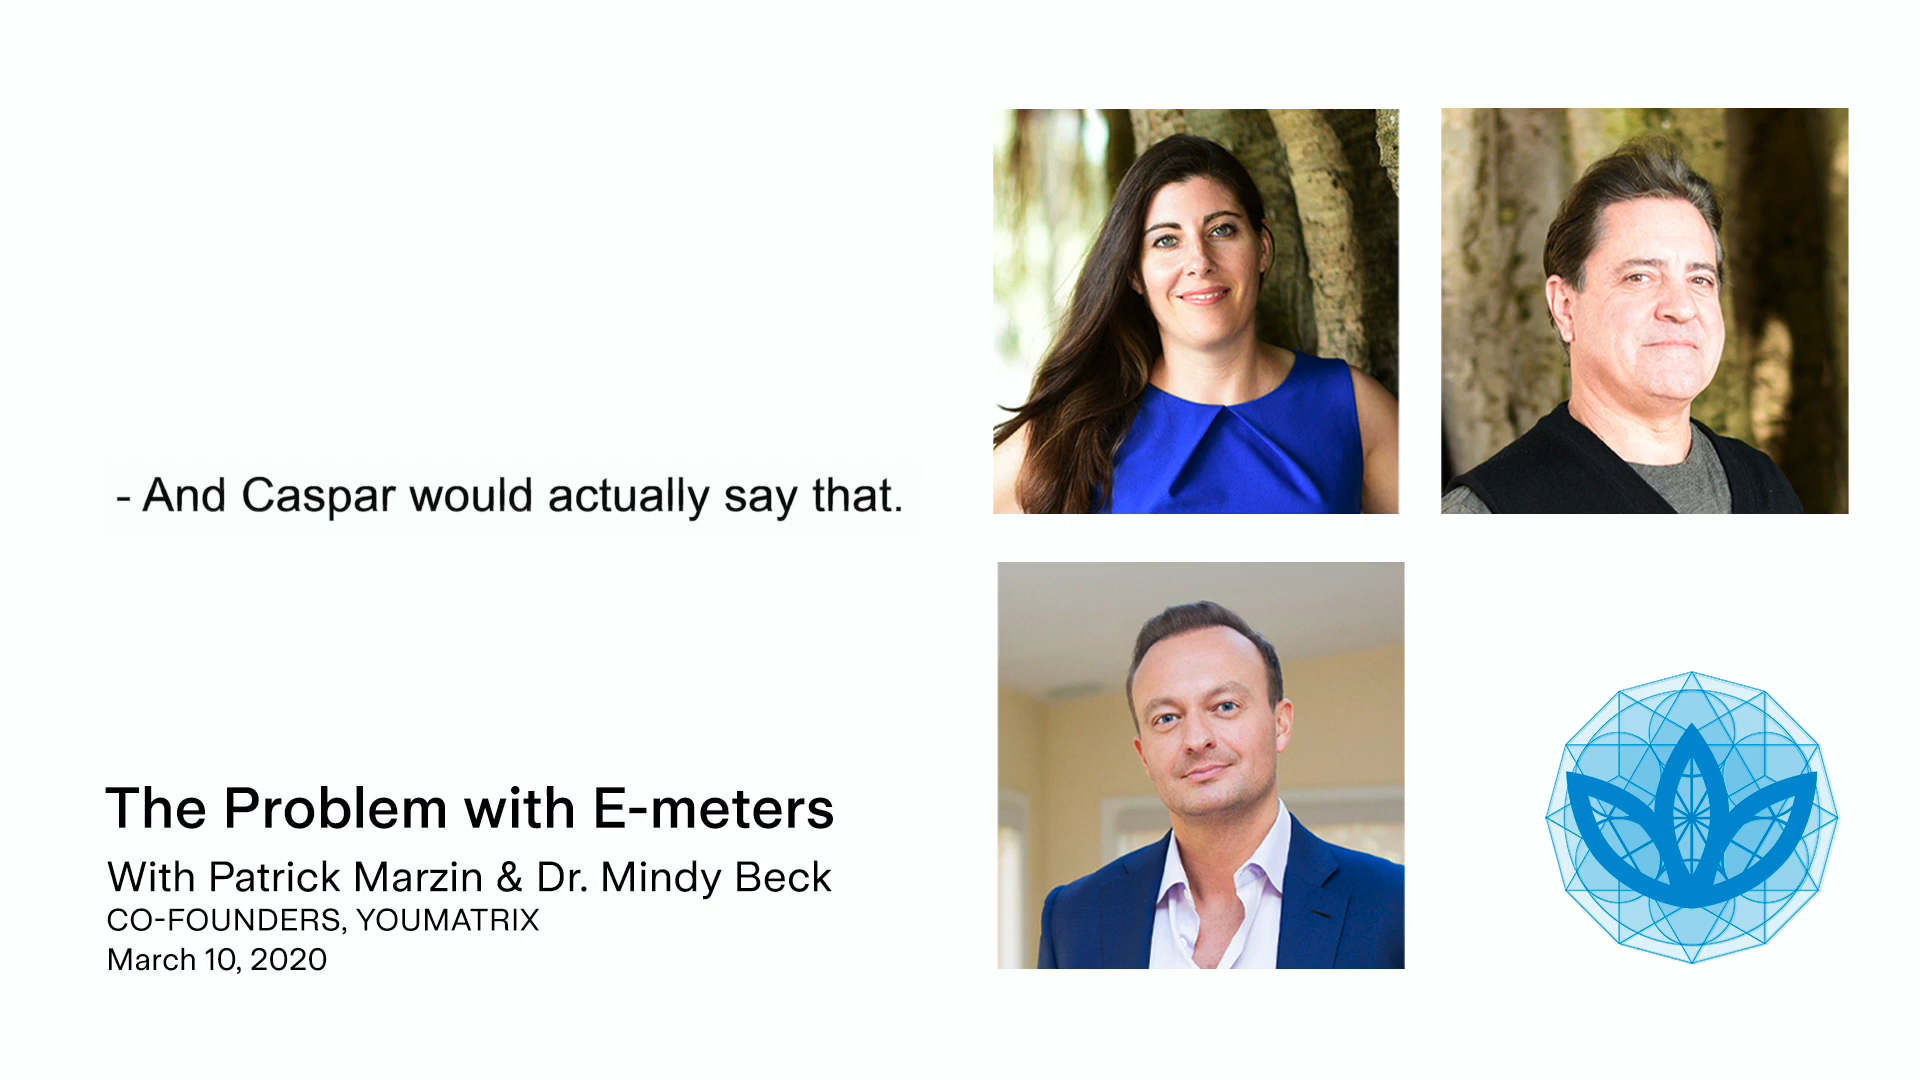 - And Caspar would actually say that.
The Problem with E-meters
With Patrick Marzin & Dr. Mindy Beck
CO-FOUNDERS, YOUMATRIX
March 10, 2020